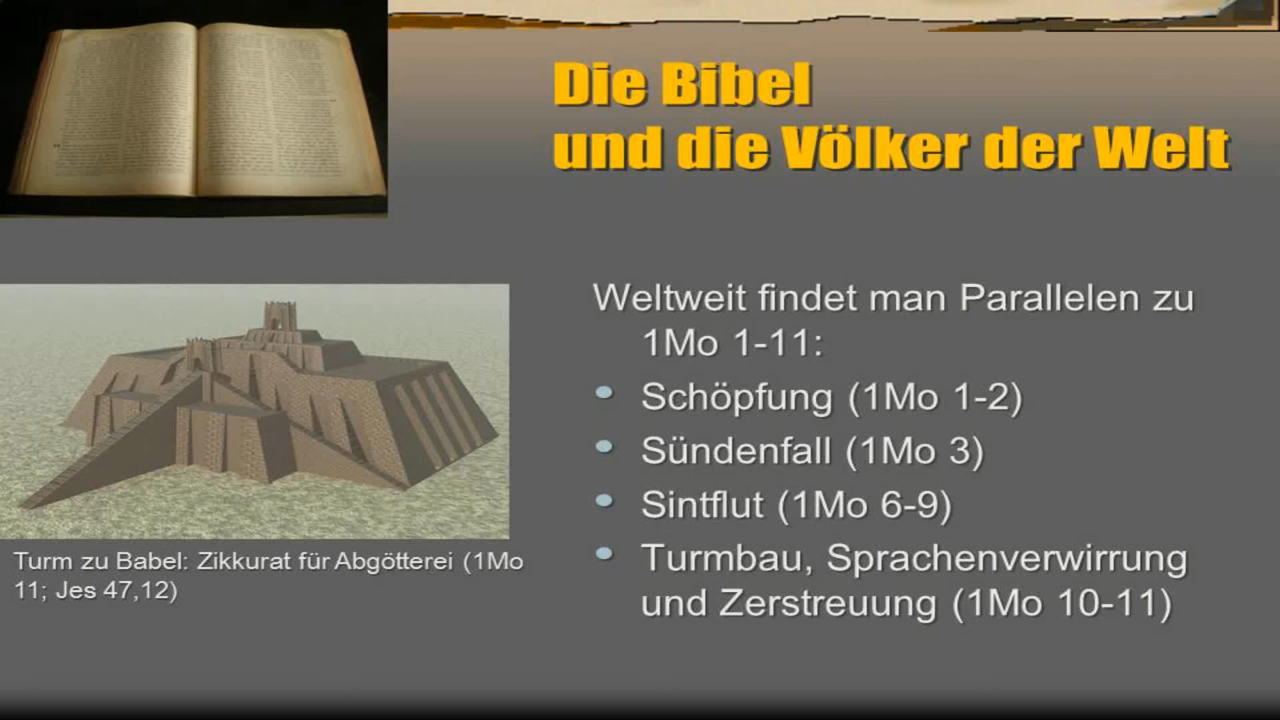 Die Bibel
und die Völker der Welt
Weltweit findet man Parallelen zu
1Mo 1-11:
• Schöpfung (1Mo 1-2)
• Sündenfall (1Mo 3)
• Sintflut (1Mo 6-9)
• Turmbau, Sprachenverwirrung
und Zerstreuung (1Mo 10-11)
Turm zu Babel: Zikkurat für Abgötterei (1Mo
11; Jes 47,12)